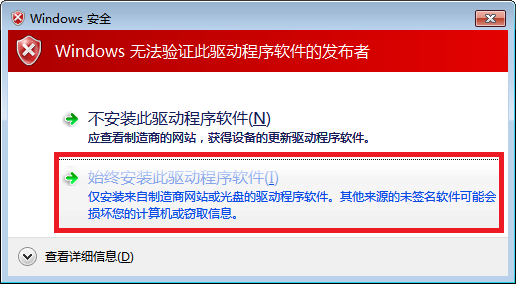 Windows 安全
Windows 无法验证此驱动程序软件的发布者
不安装此驱动程序软件(N)
应查看制造商的网站，获得设备的更新驱动程序软件。
始终安装此驱动程序软件(I)
仅安装来自制造商网站或光盘的驱动程序软件。其他来源的未签名软件可能会
损坏您的计算机或窃取信息。
查看详细信息(D)